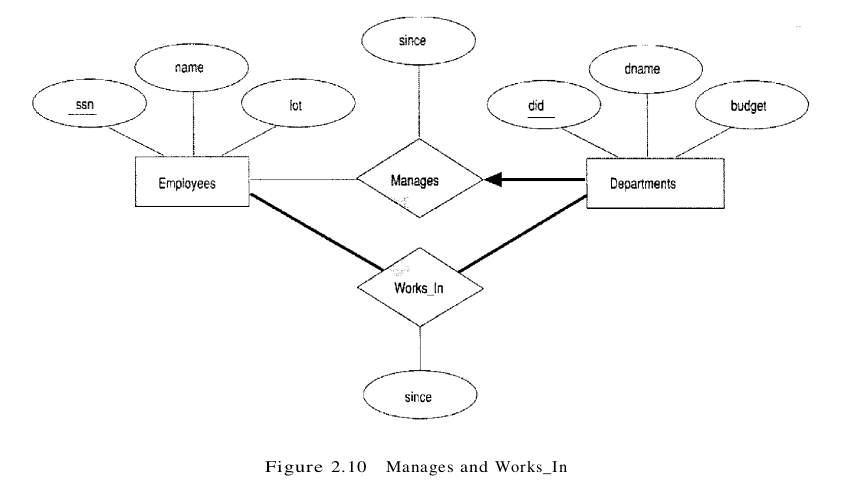 since
name
dname
ssn
lot
did
budget
Employees
Manages
Departments
Works_In
since
Figure 2.10 Manages and Works_In